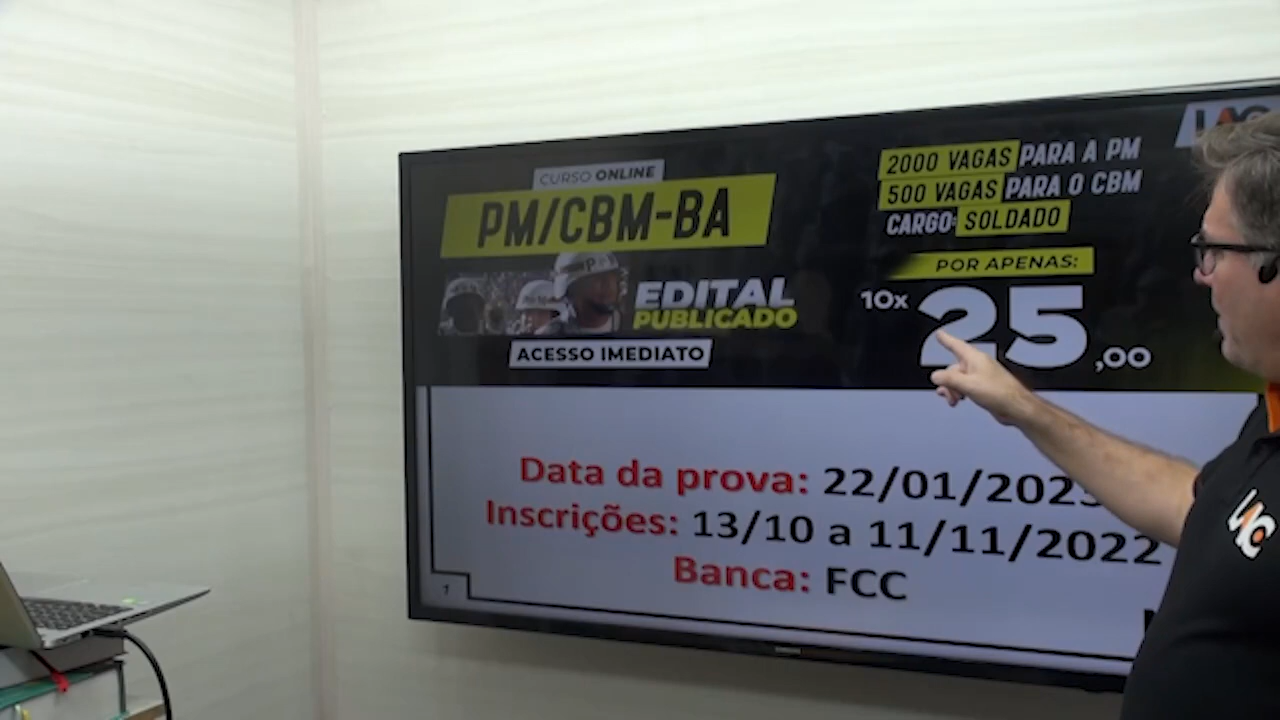 CURSO ONLINE
PM/CBM-BA
EDITAL
PUBLICADO
ACESSO IMEDIATO
2000 VAGAS PARA A PM
500 VAGAS PARA O CBM
CARGO: SOLDADO
POR APENAS:
10x 25,00
Data da prova: 22/01/2023
Inscrições: 13/10 a 11/11/2022
Banca: FCC
1